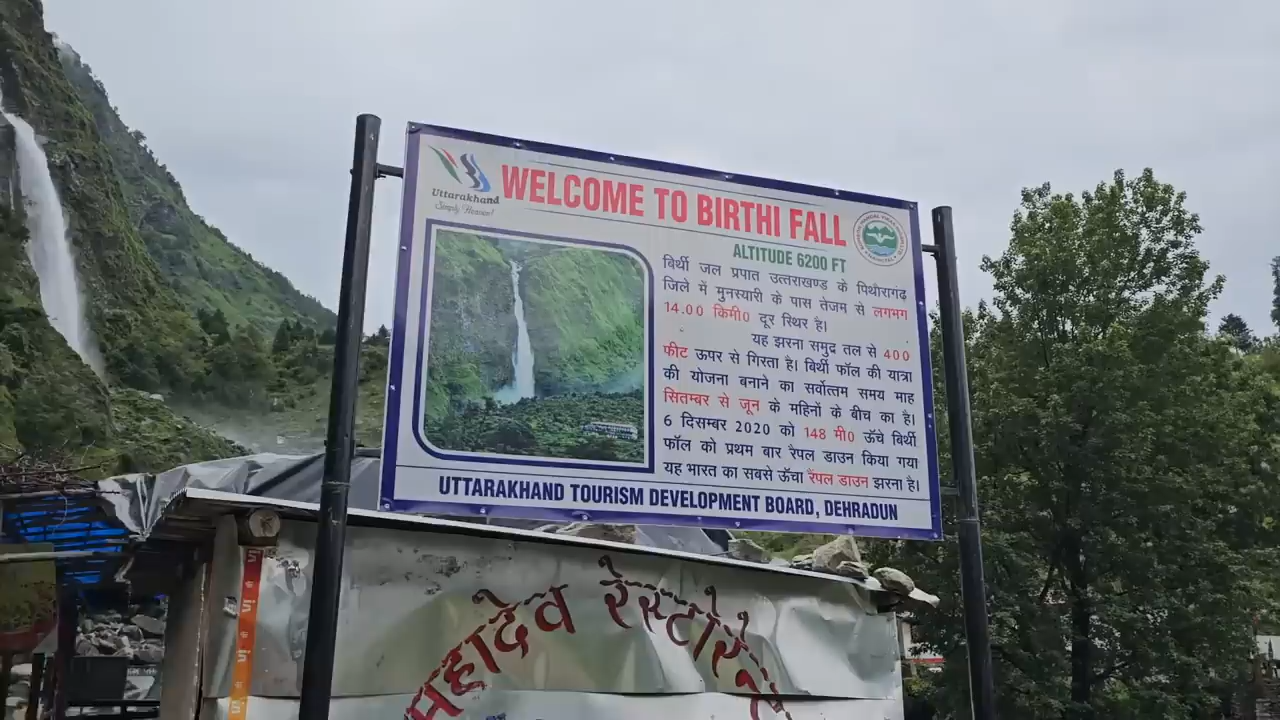 Uttarakhand
Simply Heaven!
WELCOME TO BIRTHI FALL
ALTITUDE 6200 FT
बिर्थी जल प्रपात उत्तराखण्ड के पिथौरागढ़
जिले में मुनस्यारी के पास तेजम से लगभग
14.00 किमी0 दूर स्थिर है।
यह झरना समुद्र तल से 400
फीट ऊपर से गिरता है। बिर्थी फॉल की यात्रा
की योजना बनाने का सर्वोत्तम समय माह
सितम्बर से जून के महिनों के बीच का है।
6 दिसम्बर 2020 को 148 मी0 ऊँचे बिर्थी
फॉल को प्रथम बार रैपल डाउन किया गया
यह भारत का सबसे ऊँचा रैपल डाउन झरना है।
UTTARAKHAND TOURISM DEVELOPMENT BOARD, DEHRADUN
महादेव रेस्टोरेन्ट